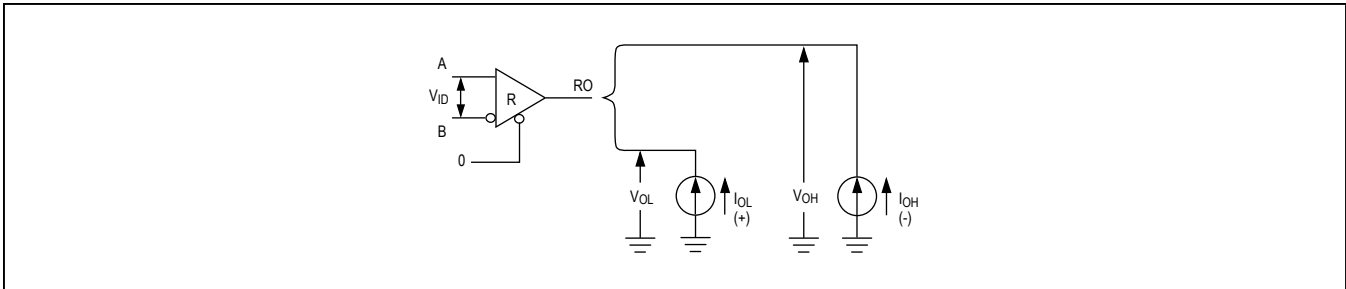 A
RO
VID
R
B
0
VOL
IOL
(+)
VOH
IOH
(-)